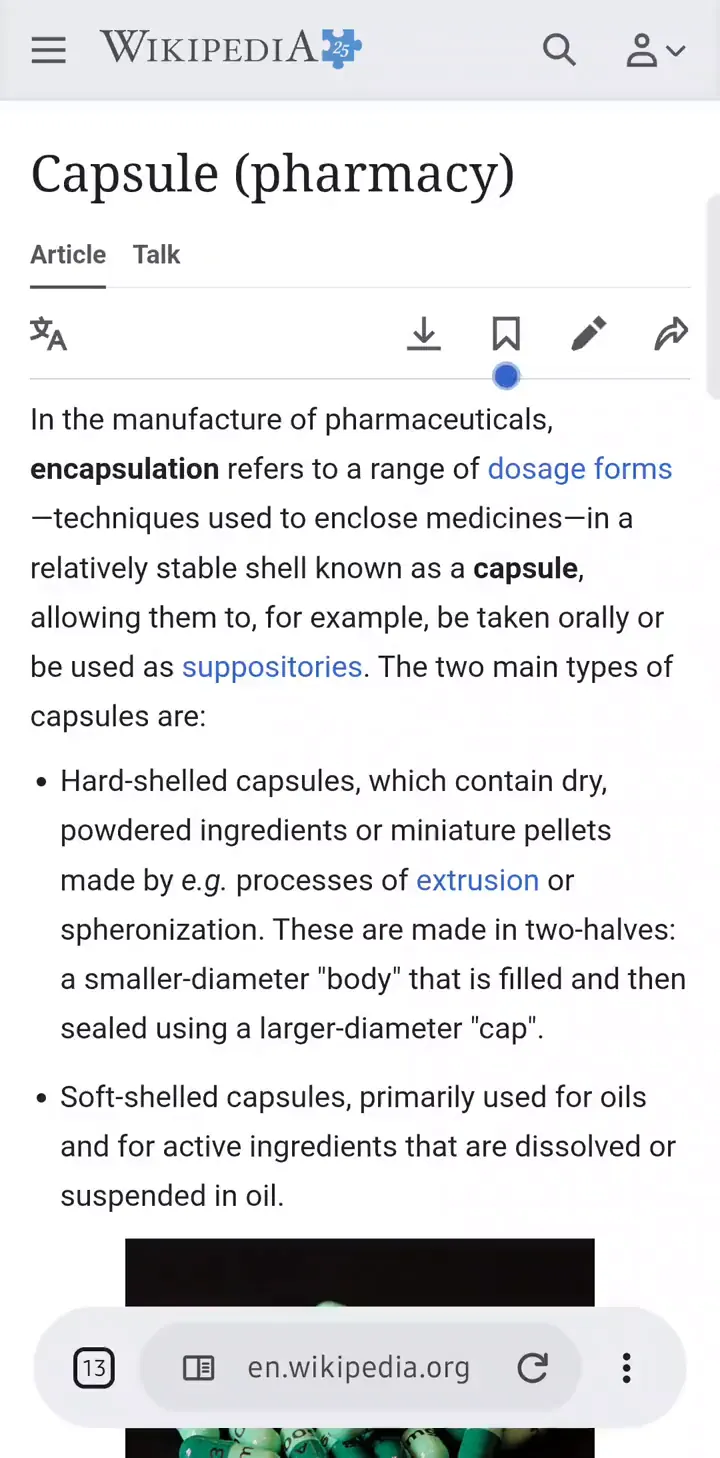 WIKIPEDIA 25
Capsule (pharmacy)
Article Talk
文A
In the manufacture of pharmaceuticals,
encapsulation refers to a range of dosage forms
—techniques used to enclose medicines—in a
relatively stable shell known as a capsule,
allowing them to, for example, be taken orally or
be used as suppositories. The two main types of
capsules are:
• Hard-shelled capsules, which contain dry,
powdered ingredients or miniature pellets
made by e.g. processes of extrusion or
spheronization. These are made in two-halves:
a smaller-diameter "body" that is filled and then
sealed using a larger-diameter "cap".
• Soft-shelled capsules, primarily used for oils
and for active ingredients that are dissolved or
suspended in oil.
13 en.wikipedia.org